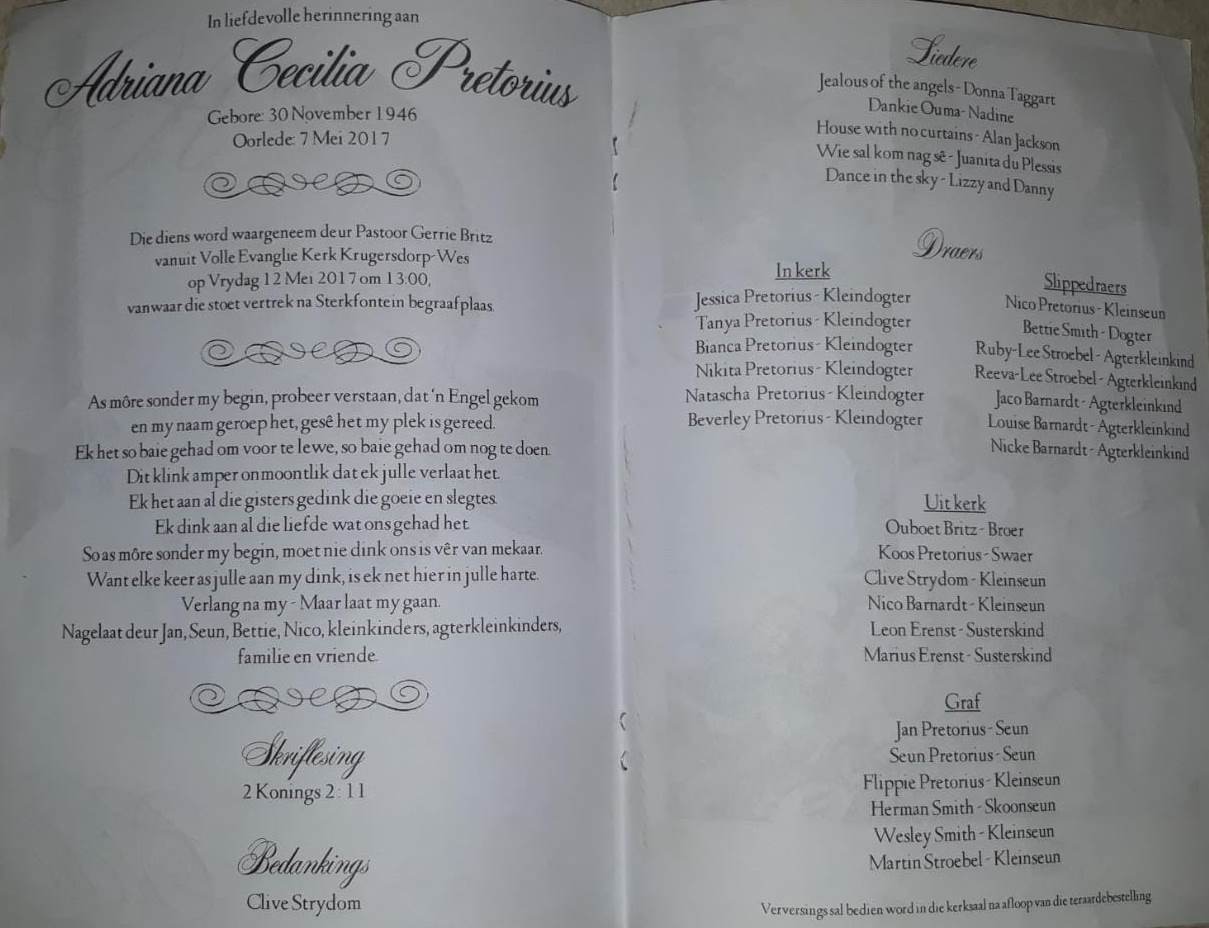 In liefdevolle herinnering aan
Adriana Cecilia Pretorius
Gebore: 30 November 1946
Oorlede: 7 Mei 2017
Die diens word waargeneem deur Pastoor Gerrie Britz
vanuit Volle Evanglie Kerk Krugersdorp-Wes
op Vrydag 12 Mei 2017 om 13:00,
vanwaar die stoet vertrek na Sterkfontein begraafplaas.
As môre sonder my begin, probeer verstaan, dat 'n Engel gekom
en my naam geroep het, gesê het my plek is gereed.
Ek het so baie gehad om voor te lewe, so baie gehad om nog te doen.
Dit klink amper onmoontlik dat ek julle verlaat het.
Ek het aan al die gisters gedink die goeie en slegtes.
Ek dink aan al die liefde wat ons gehad het.
So as môre sonder my begin, moet nie dink ons is vêr van mekaar.
Want elke keer as julle aan my dink, is ek net hier in julle harte.
Verlang na my - Maar laat my gaan.
Nagelaat deur Jan, Seun, Bettie, Nico, kleinkinders, agterkleinkinders,
familie en vriende.
Skriflesing
2 Konings 2 : 11
Bedankings
Clive Strydom
Liedere
Jealous of the angels - Donna Taggart
Dankie Ouma - Nadine
House with no curtains - Alan Jackson
Wie sal kom nag sê - Juanita du Plessis
Dance in the sky - Lizzy and Danny
Draers
In kerk
Jessica Pretorius - Kleindogter
Tanya Pretorius - Kleindogter
Bianca Pretorius - Kleindogter
Nikita Pretorius - Kleindogter
Natascha Pretorius - Kleindogter
Beverley Pretorius - Kleindogter
Slippedraers
Nico Pretorius - Kleinseun
Bettie Smith - Dogter
Ruby-Lee Stroebel - Agterkleinkind
Reeva-Lee Stroebel - Agterkleinkind
Jaco Barnardt - Agterkleinkind
Louise Barnardt - Agterkleinkind
Nicke Barnardt - Agterkleinkind
Uit kerk
Ouboet Britz - Broer
Koos Pretorius - Swaer
Clive Strydom - Kleinseun
Nico Barnardt - Kleinseun
Leon Erenst - Susterskind
Marius Erenst - Susterskind
Graf
Jan Pretorius - Seun
Seun Pretorius - Seun
Flippie Pretorius - Kleinseun
Herman Smith - Skoonseun
Wesley Smith - Kleinseun
Martin Stroebel - Kleinseun
Verversings sal bedien word in die kerksaal na afloop van die teraardebestelling